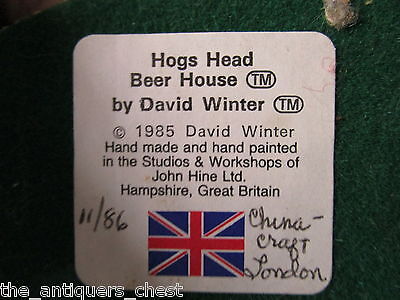 Hogs Head
Beer House TM
by David Winter TM
© 1985 David Winter
Hand made and hand painted
in the Studios & Workshops of
John Hine Ltd.
Hampshire, Great Britain
11/86
China-
craft
London
the_antiquers_chest